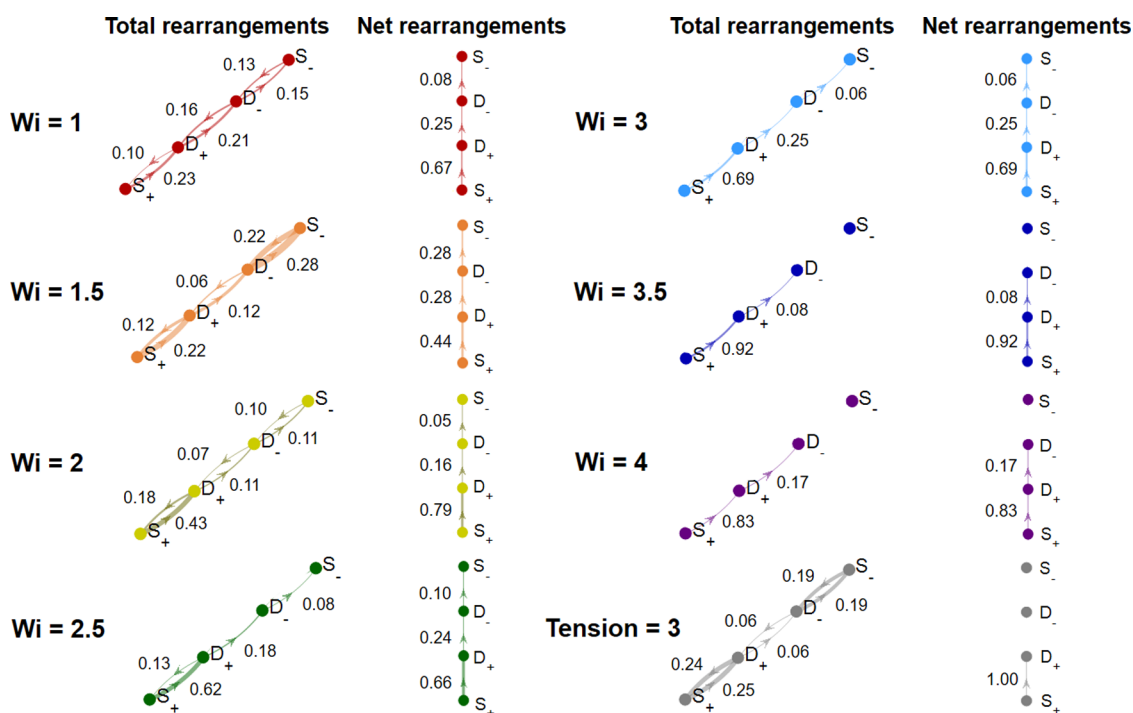 Total rearrangements Net rearrangements Total rearrangements Net rearrangements
Wi = 1
S-
0.13
0.15
D-
0.16
0.21
D+
0.10
0.23
S+
S-
0.08
D-
0.25
D+
0.67
S+
Wi = 3
S-
0.06
D-
0.25
D+
0.69
S+
S-
0.06
D-
0.25
D+
0.69
S+
Wi = 1.5
S-
0.22
0.28
D-
0.06
0.12
D+
0.12
0.22
S+
S-
0.28
D-
0.28
D+
0.44
S+
Wi = 3.5
S-
D-
0.08
D+
0.92
S+
S-
D-
0.08
D+
0.92
S+
Wi = 2
S-
0.10
0.11
D-
0.07
0.11
D+
0.18
0.43
S+
S-
0.05
D-
0.16
D+
0.79
S+
Wi = 4
S-
D-
0.17
D+
0.83
S+
S-
D-
0.17
D+
0.83
S+
Wi = 2.5
S-
0.08
D-
0.18
D+
0.13
0.62
S+
S-
0.10
D-
0.24
D+
0.66
S+
Tension = 3
S-
0.19
0.19
D-
0.06
0.06
D+
0.24
0.25
S+
S-
D-
D+
1.00
S+